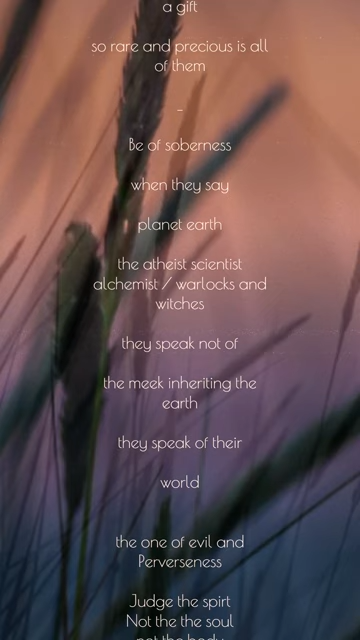 a gift
so rare and precious is all
of them
-
Be of soberness
when they say
planet earth
the atheist scientist
alchemist / warlocks and
witches
they speak not of
the meek inheriting the
earth
they speak of their
world
the one of evil and
Perverseness
Judge the spirt
Not the the soul
not the body